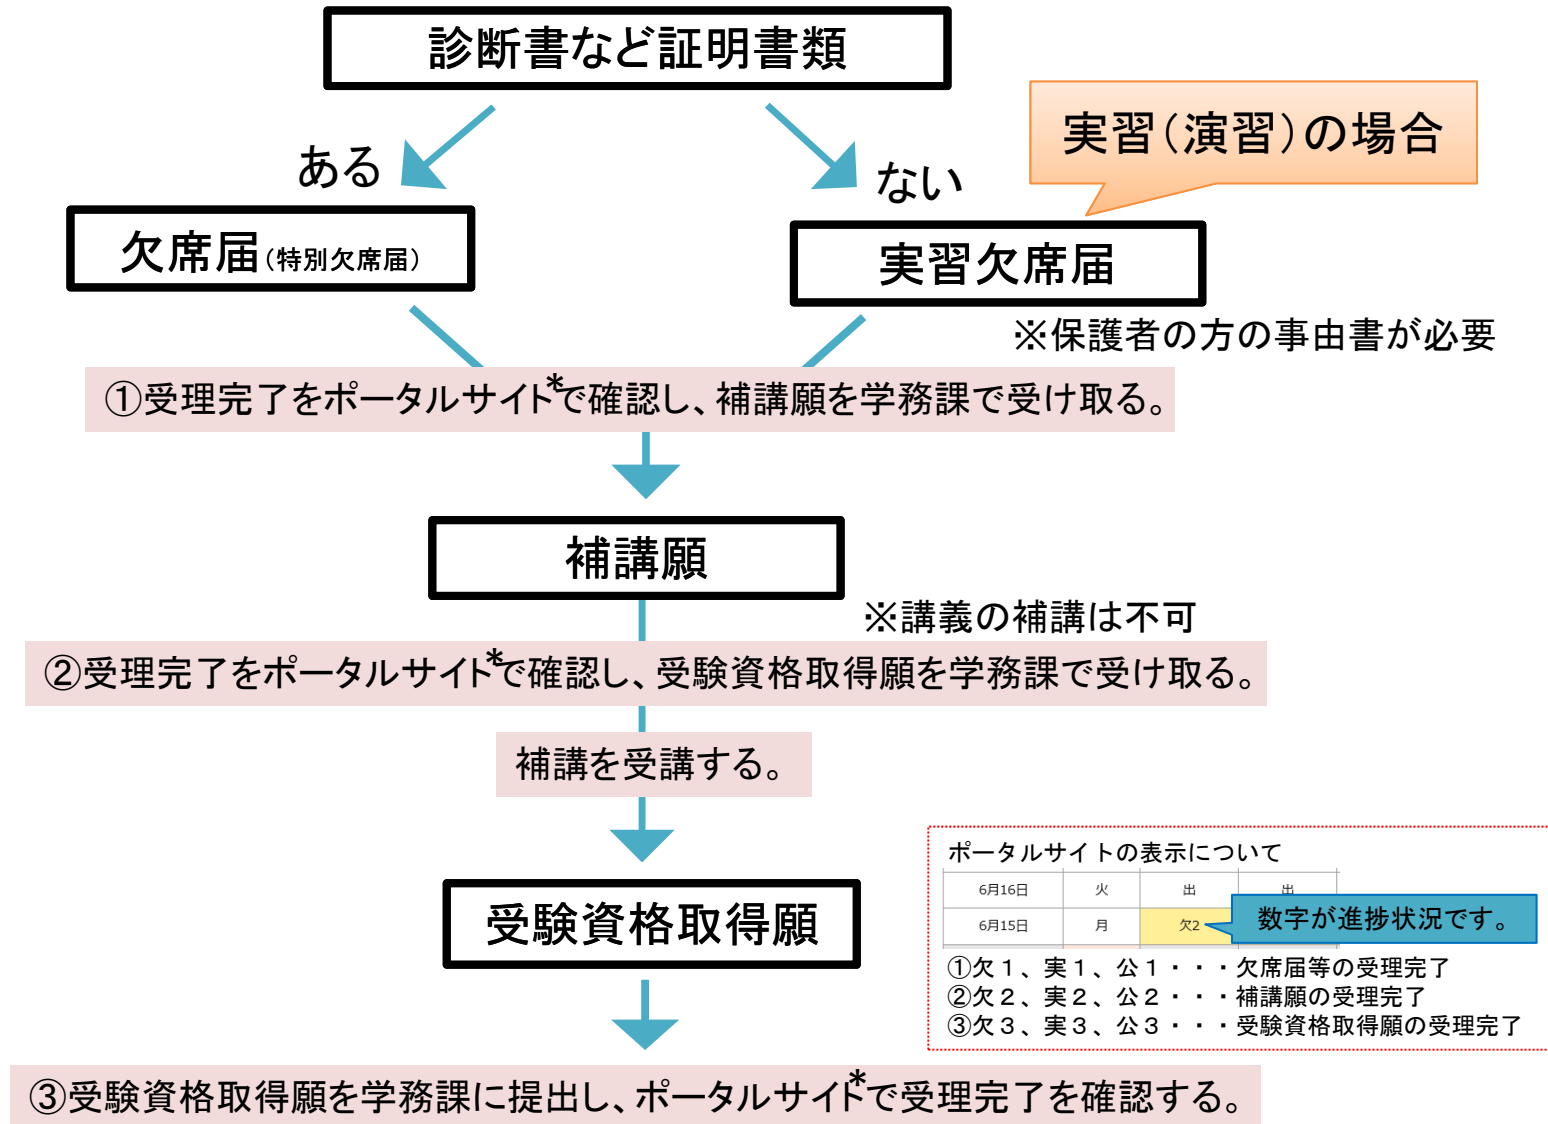 診断書など証明書類
実習（演習）の場合
ある
ない
欠席届（特別欠席届）
実習欠席届
※保護者の方の事由書が必要
①受理完了をポータルサイト*で確認し、補講願を学務課で受け取る。
補講願
※講義の補講は不可
②受理完了をポータルサイト*で確認し、受験資格取得願を学務課で受け取る。
補講を受講する。
受験資格取得願
ポータルサイトの表示について
6月16日 火 出 出
6月15日 月 欠2
数字が進捗状況です。
①欠１、実１、公１・・・欠席届等の受理完了
②欠２、実２、公２・・・補講願の受理完了
③欠３、実３、公３・・・受験資格取得願の受理完了
③受験資格取得願を学務課に提出し、ポータルサイト*で受理完了を確認する。